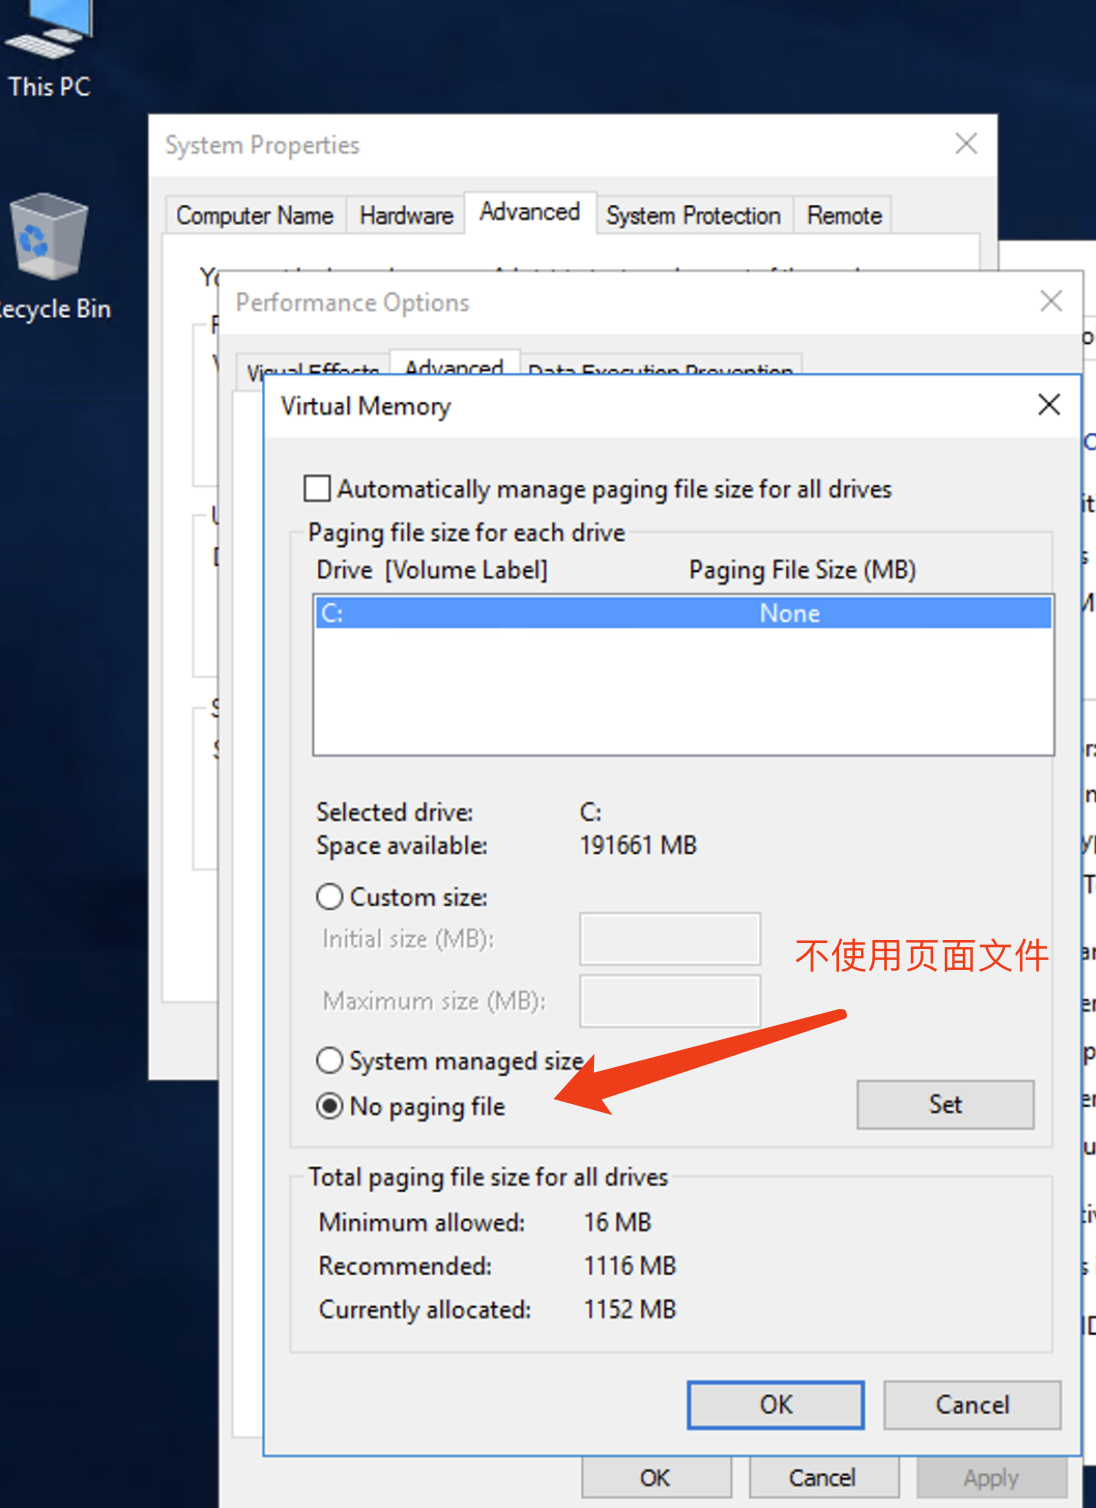 This PC
System Properties
Computer Name
Hardware
Advanced
System Protection
Remote
Recycle Bin
Performance Options
Visual Effects
Advanced
Data Execution Prevention
Virtual Memory
Automatically manage paging file size for all drives
Paging file size for each drive
Drive [Volume Label]
Paging File Size (MB)
C:
None
Selected drive:
C:
Space available:
191661 MB
Custom size:
Initial size (MB):
不使用页面文件
Maximum size (MB):
System managed size
No paging file
Set
Total paging file size for all drives
Minimum allowed:
16 MB
Recommended:
1116 MB
Currently allocated:
1152 MB
OK
Cancel
OK
Cancel
Apply